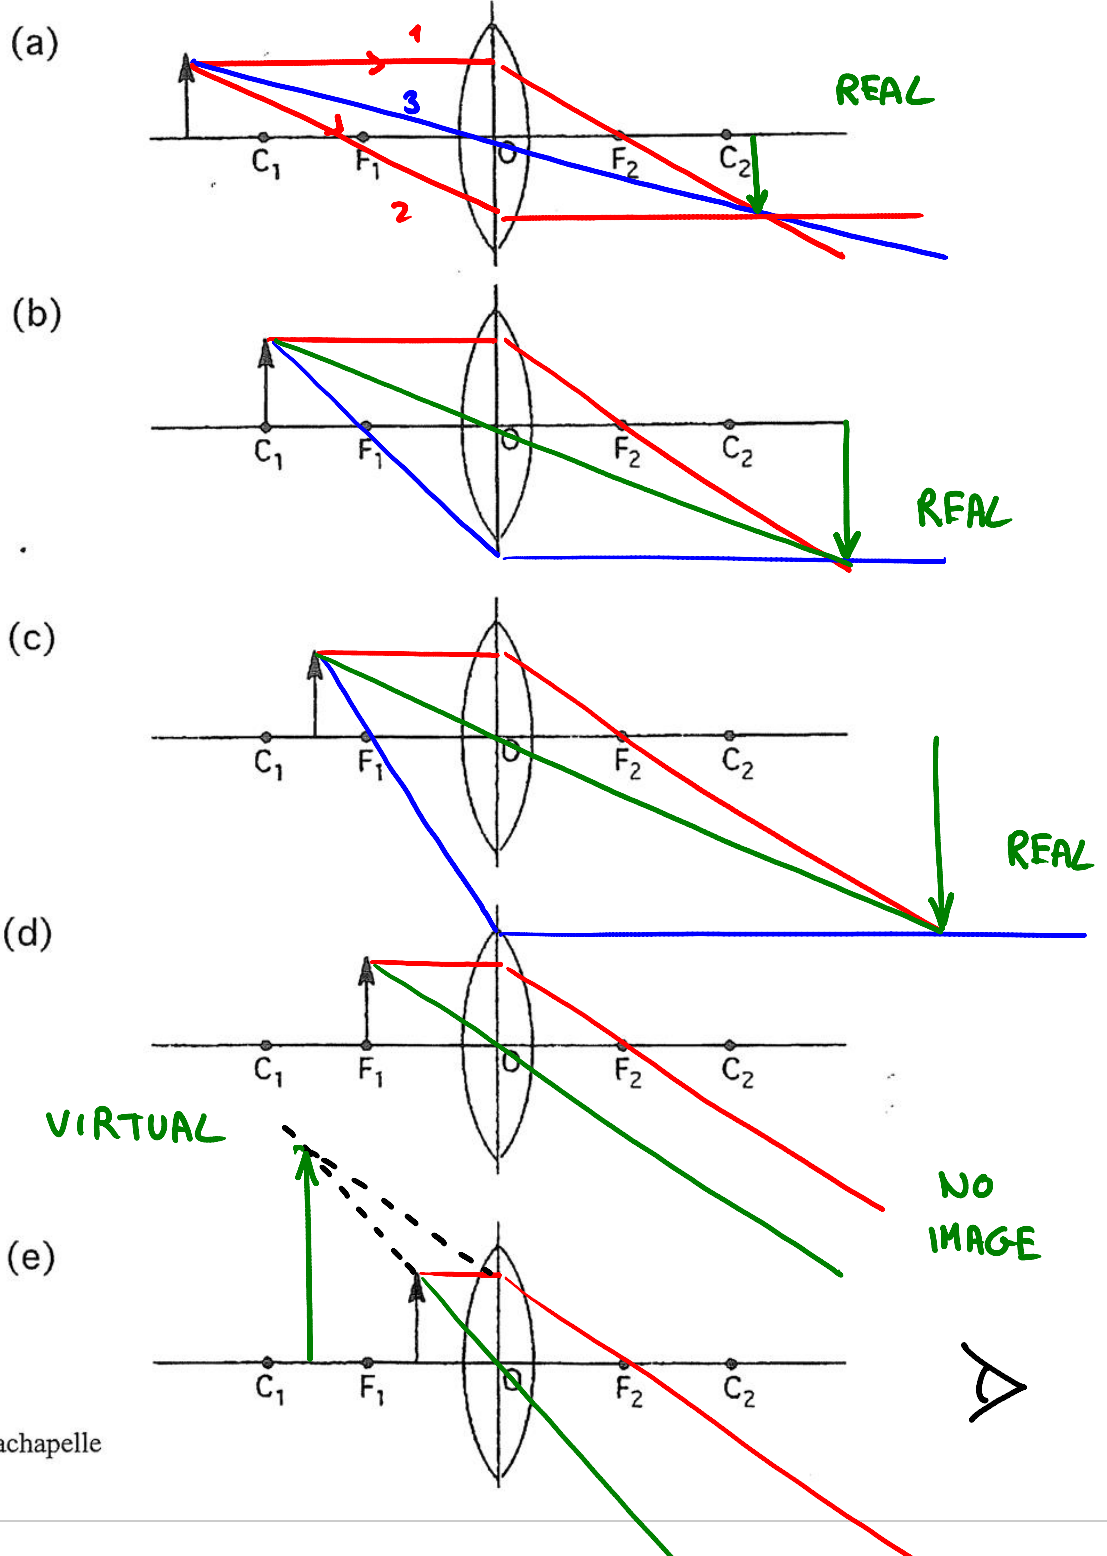 (a)
1
REAL
3
C1 F1 O F2 C2
2
(b)
C1 F1 O F2 C2
REAL
(c)
C1 F1 O F2 C2
REAL
(d)
C1 F1 O F2 C2
VIRTUAL
NO
IMAGE
(e)
C1 F1 O F2 C2
achapelle